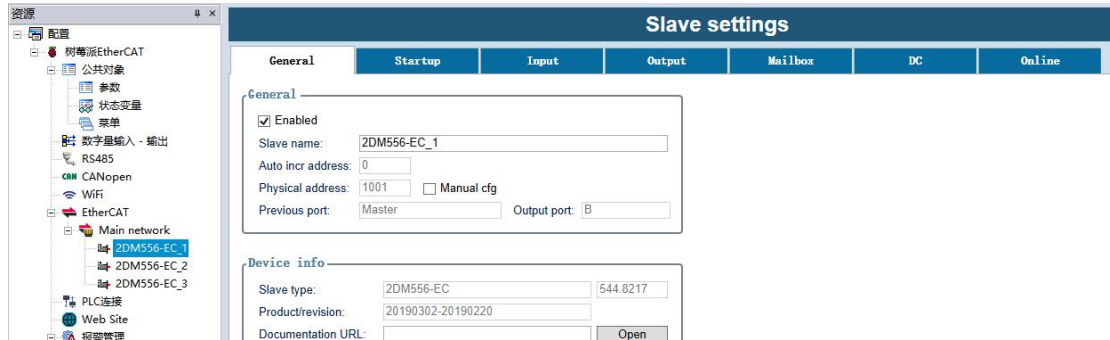 资源
配置
树莓派EtherCAT
公共对象
参数
状态变量
菜单
数字量输入 - 输出
RS485
CAN CANopen
WiFi
EtherCAT
Main network
2DM556-EC_1
2DM556-EC_2
2DM556-EC_3
PLC连接
Web Site
报警管理
Slave settings
General Startup Input Output Mailbox DC Online
General
Enabled
Slave name: 2DM556-EC_1
Auto incr address: 0
Physical address: 1001 Manual cfg
Previous port: Master Output port: B
Device info
Slave type: 2DM556-EC 544.8217
Product/revision: 20190302-20190220
Documentation URL: Open